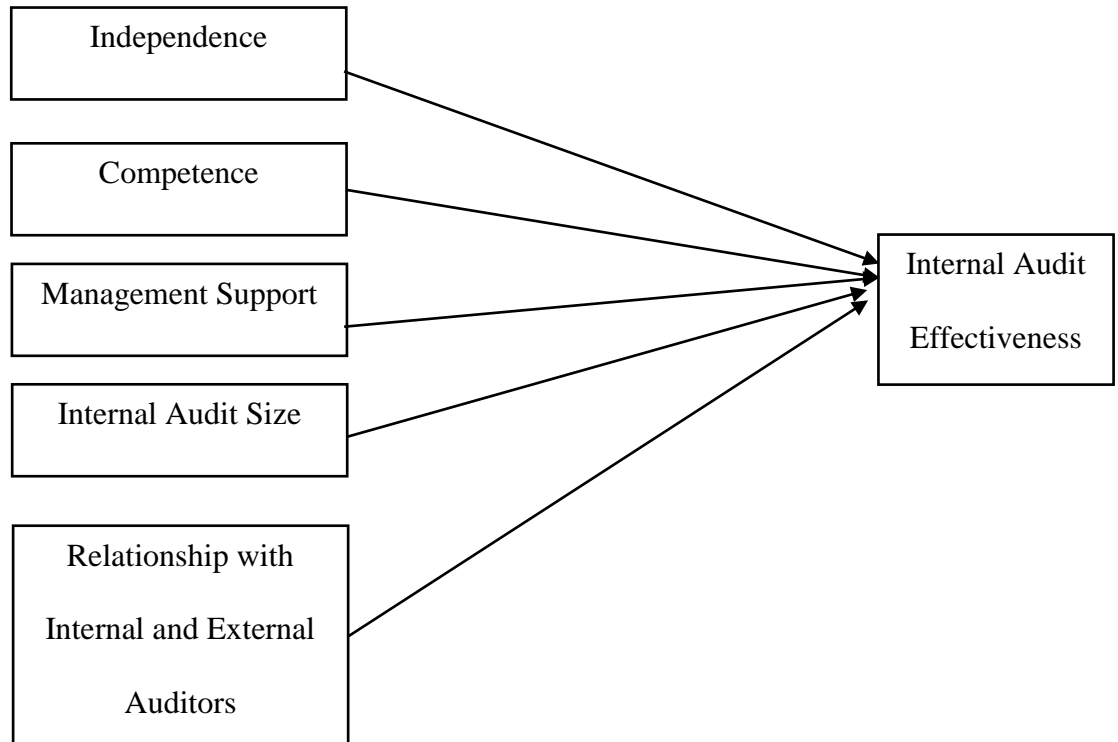 Independence
Competence
Management Support
Internal Audit Size
Relationship with
Internal and External
Auditors
Internal Audit
Effectiveness